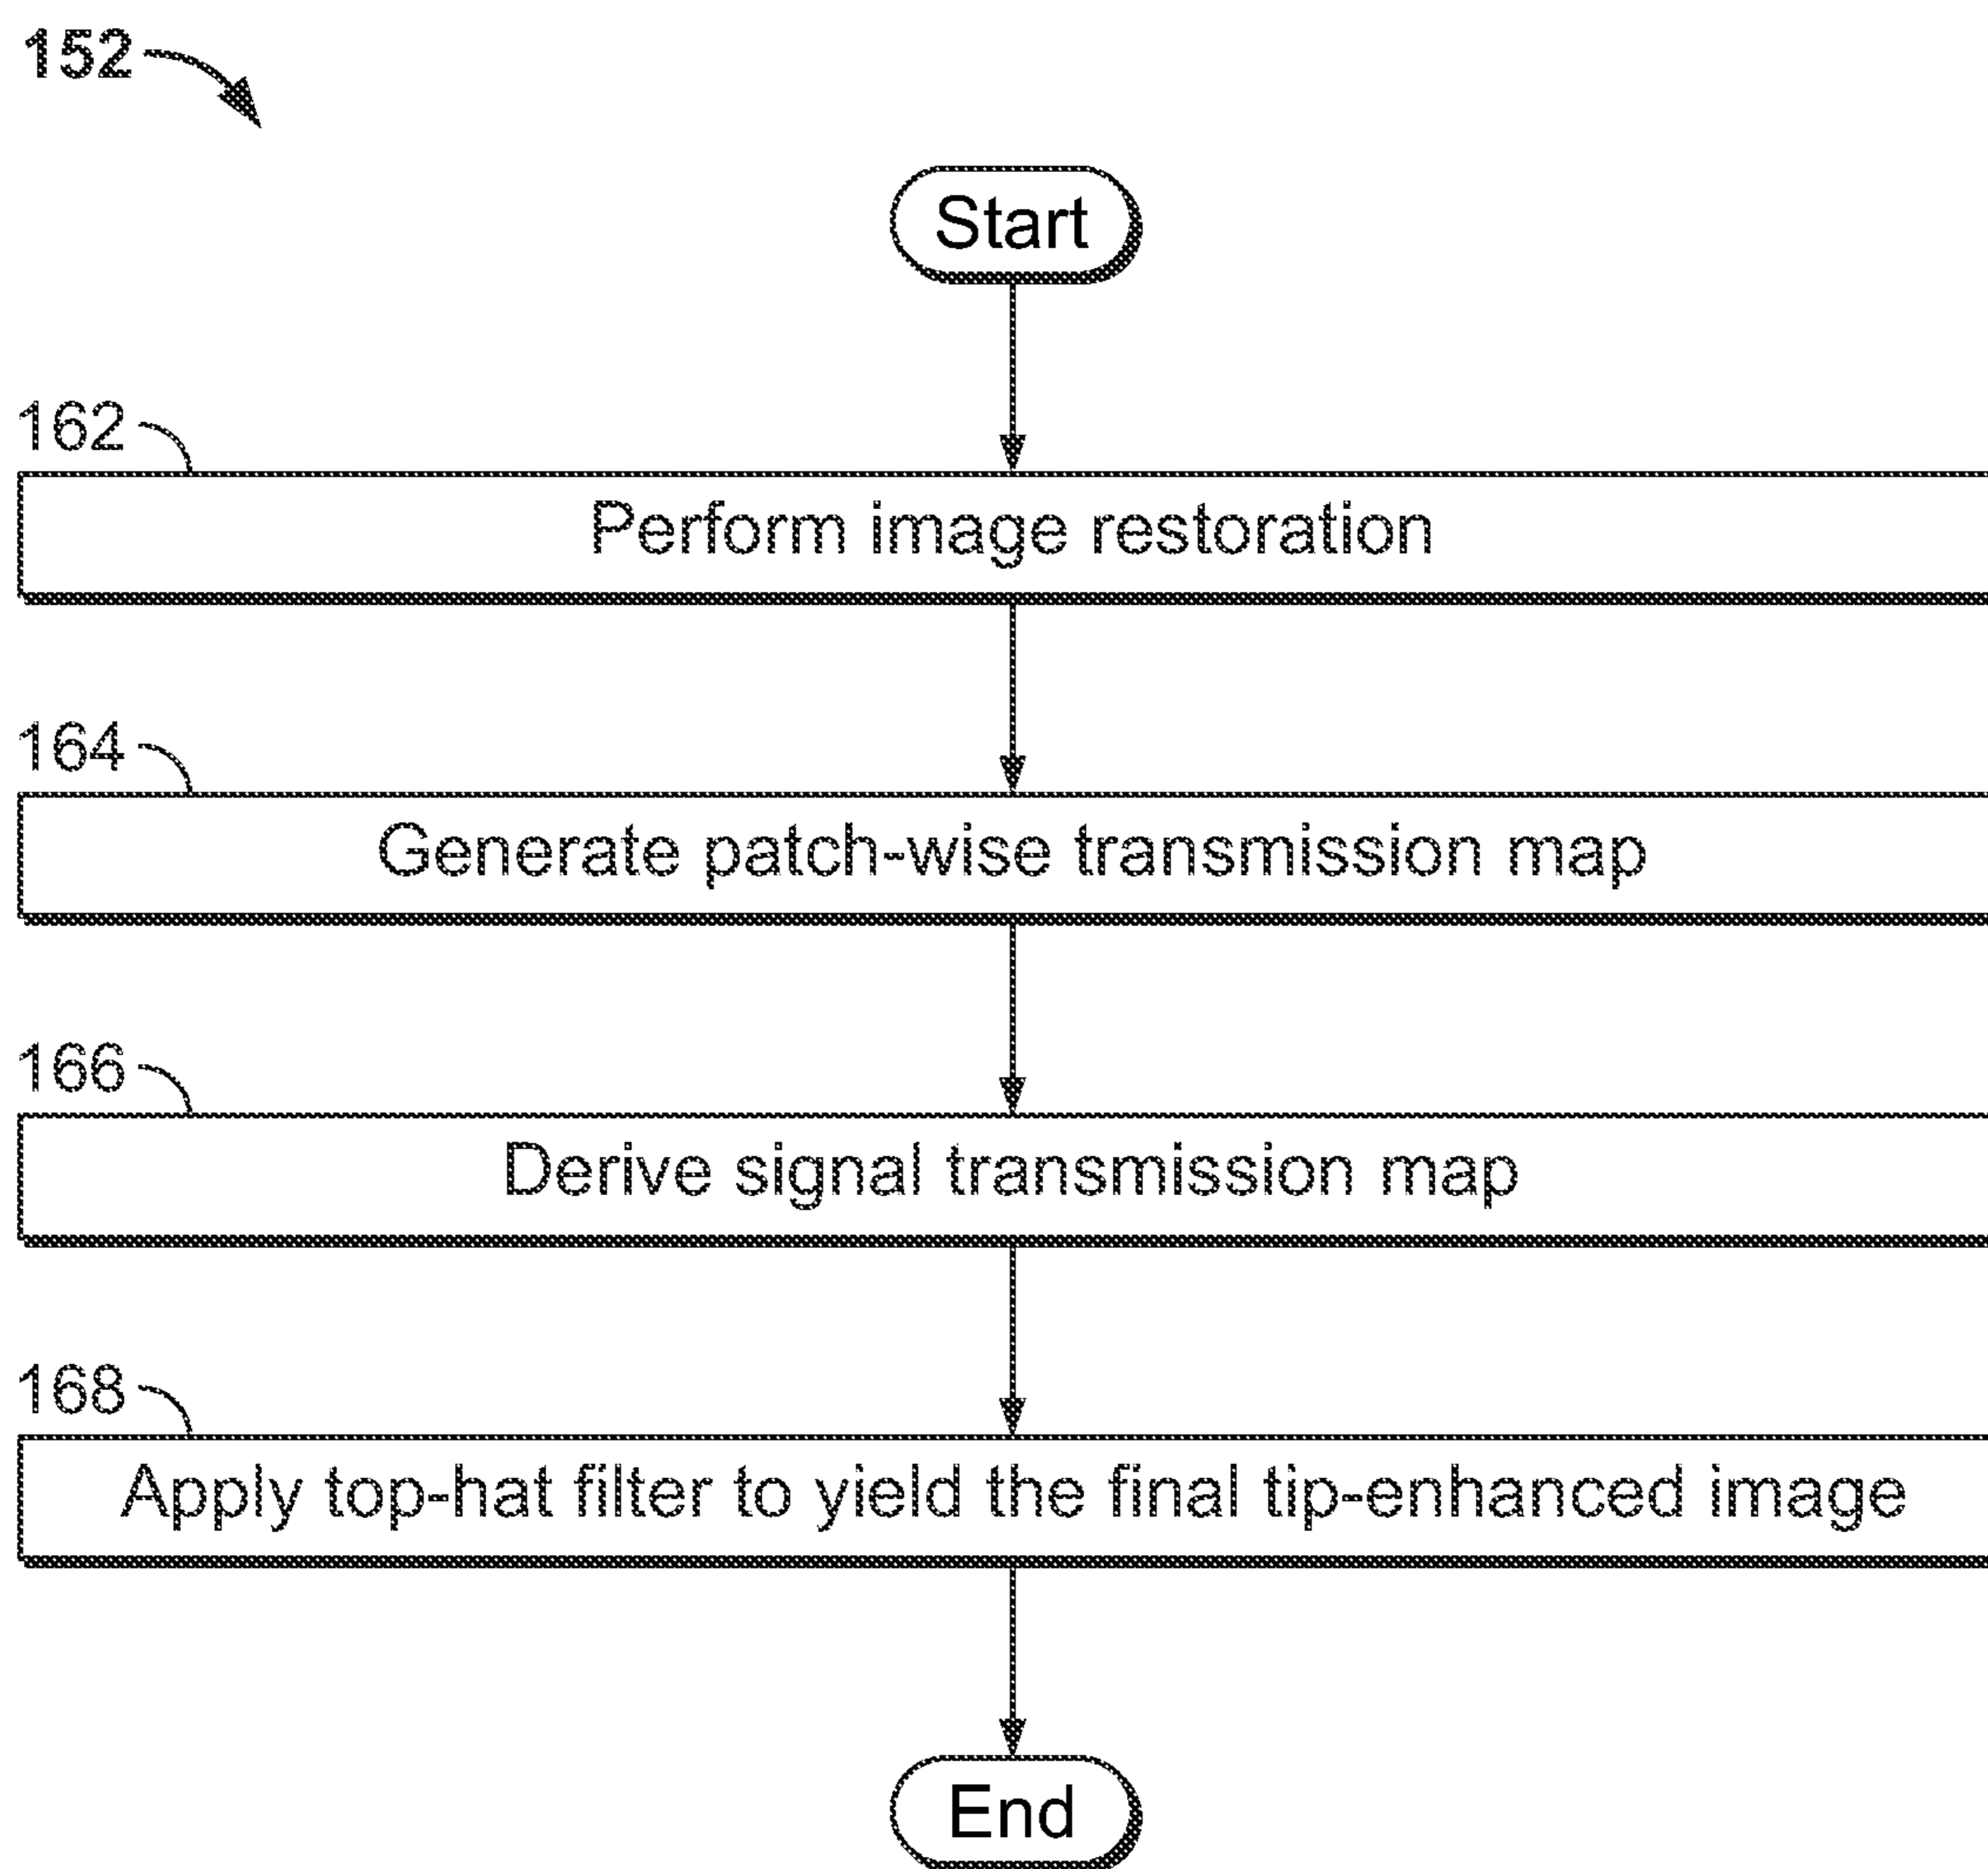 152
Start
162
Perform image restoration
164
Generate patch-wise transmission map
166
Derive signal transmission map
168
Apply top-hat filter to yield the final tip-enhanced image
End